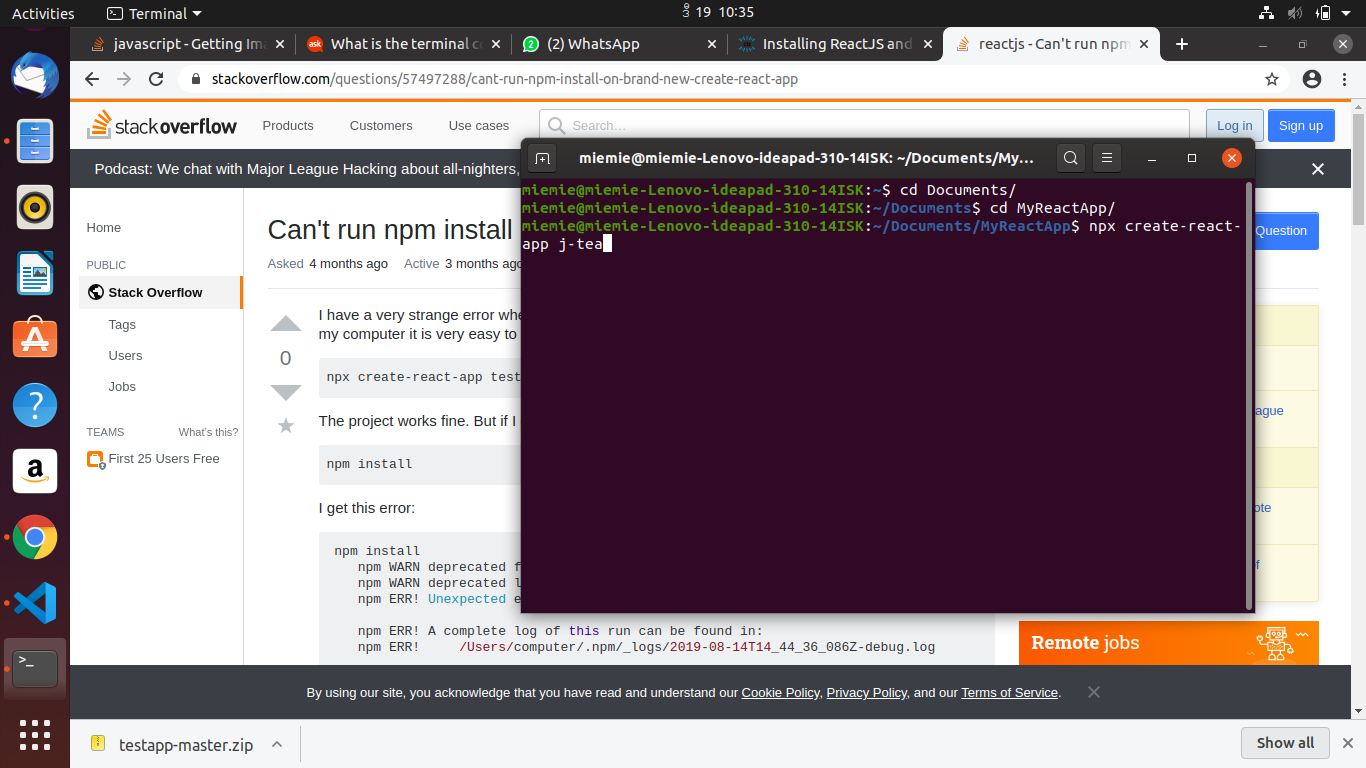 Activities
Terminal
19 10:35
javascript - Getting Ima
ask
What is the terminal co
2
(2) WhatsApp
Installing ReactJS and
reactjs - Can't run npm
stackoverflow.com/questions/57497288/cant-run-npm-install-on-brand-new-create-react-app
stackoverflow
Products
Customers
Use cases
Search…
Log in
Sign up
Podcast: We chat with Major League Hacking about all-nighters,
miemie@miemie-Lenovo-ideapad-310-14ISK: ~/Documents/My...
miemie@miemie-Lenovo-ideapad-310-14ISK:~$ cd Documents/
miemie@miemie-Lenovo-ideapad-310-14ISK:~/Documents$ cd MyReactApp/
miemie@miemie-Lenovo-ideapad-310-14ISK:~/Documents/MyReactApp$ npx create-react-
app j-tea
Home
PUBLIC
Stack Overflow
Tags
Users
Jobs
TEAMS
What's this?
First 25 Users Free
Can't run npm install
Question
Asked 4 months ago
Active 3 months ago
0
I have a very strange error whe
my computer it is very easy to
npx create-react-app test
The project works fine. But if I
npm install
I get this error:
npm install
npm WARN deprecated f
npm WARN deprecated l
npm ERR! Unexpected e
npm ERR! A complete log of this run can be found in:
npm ERR! /Users/computer/.npm/_logs/2019-08-14T14_44_36_086Z-debug.log
ague
ote
f
Remote jobs
By using our site, you acknowledge that you have read and understand our Cookie Policy, Privacy Policy, and our Terms of Service.
testapp-master.zip
Show all